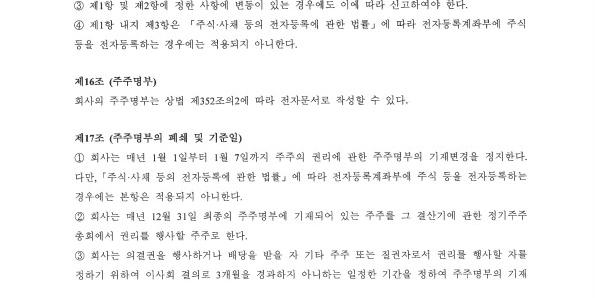 ③ 제1항 및 제2항에 정한 사항에 변동이 있는 경우에도 이에 따라 신고하여야 한다.
④ 제1항 내지 제3항은 「주식·사채 등의 전자등록에 관한 법률」에 따라 전자등록계좌부에 주식
등을 전자등록하는 경우에는 적용되지 아니한다.
제16조 (주주명부)
회사의 주주명부는 상법 제352조의2에 따라 전자문서로 작성할 수 있다.
제17조 (주주명부의 폐쇄 및 기준일)
① 회사는 매년 1월 1일부터 1월 7일까지 주주의 권리에 관한 주주명부의 기재변경을 정지한다.
다만,「주식·사채 등의 전자등록에 관한 법률」에 따라 전자등록계좌부에 주식 등을 전자등록하는
경우에는 본항은 적용되지 아니한다.
② 회사는 매년 12월 31일 최종의 주주명부에 기재되어 있는 주주를 그 결산기에 관한 정기주주
총회에서 권리를 행사할 주주로 한다.
③ 회사는 의결권을 행사하거나 배당을 받을 자 기타 주주 또는 질권자로서 권리를 행사할 자를
정하기 위하여 이사회 결의로 3개월을 경과하지 아니하는 일정한 기간을 정하여 주주명부의 기재